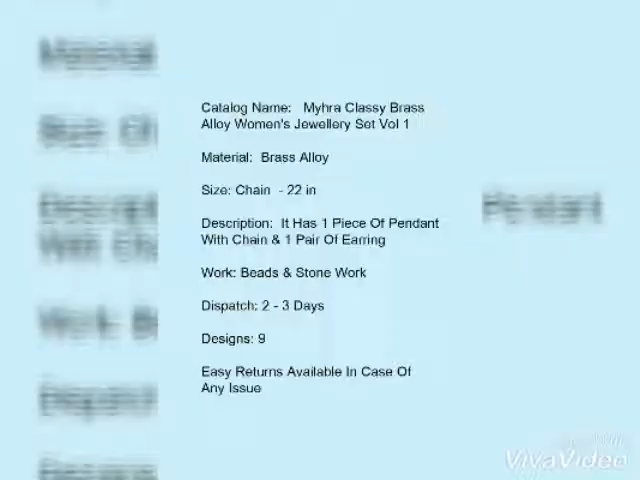 Catalog Name:   Myhra Classy Brass
Alloy Women's Jewellery Set Vol 1
Material:  Brass Alloy
Size: Chain  - 22 in
Description:  It Has 1 Piece Of Pendant
With Chain & 1 Pair Of Earring
Work: Beads & Stone Work
Dispatch: 2 - 3 Days
Designs: 9
Easy Returns Available In Case Of
Any Issue
VivaVideo